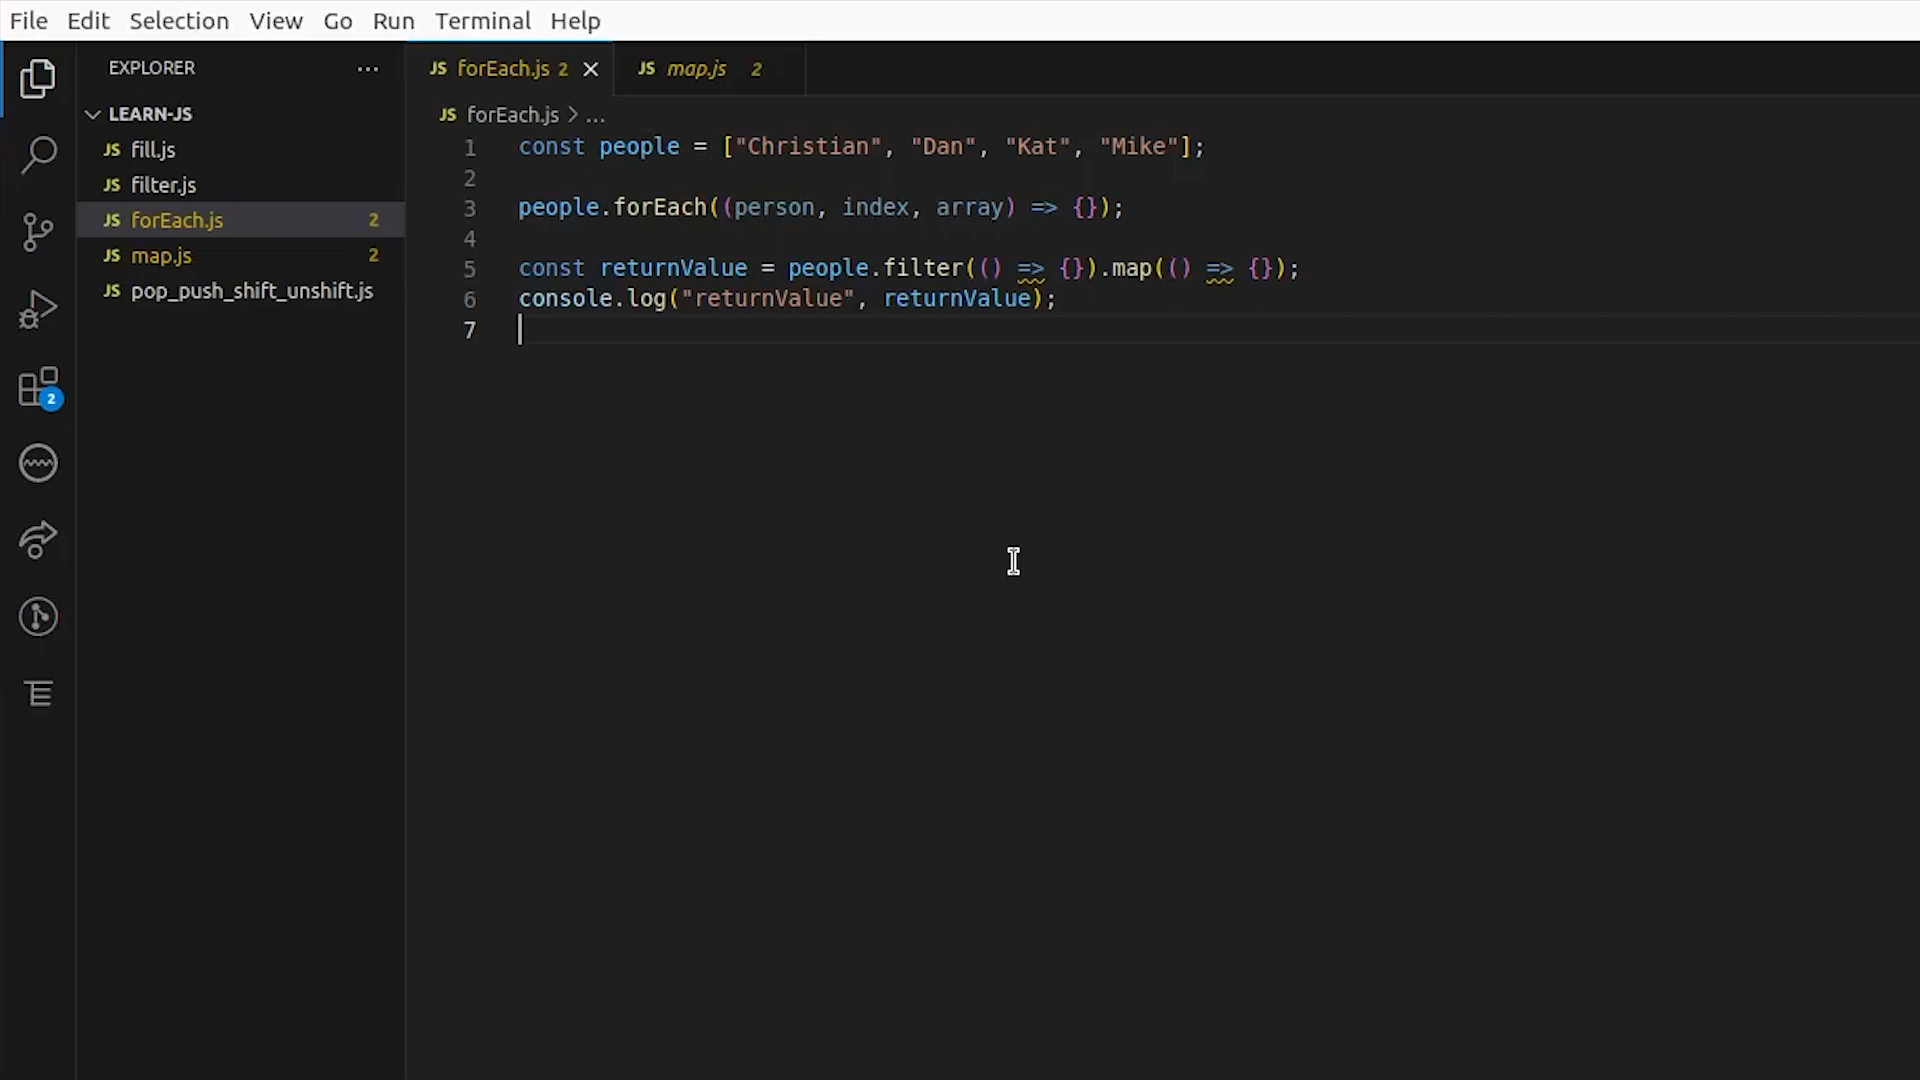 File Edit Selection View Go Run Terminal Help
EXPLORER ...
LEARN-JS
JS fill.js
JS filter.js
JS forEach.js 2
JS map.js 2
JS pop_push_shift_unshift.js
2
JS forEach.js 2 JS map.js 2
JS forEach.js > ...
1 const people = ["Christian", "Dan", "Kat", "Mike"];
2
3 people.forEach((person, index, array) => {});
4
5 const returnValue = people.filter(() => {}).map(() => {});
6 console.log("returnValue", returnValue);
7